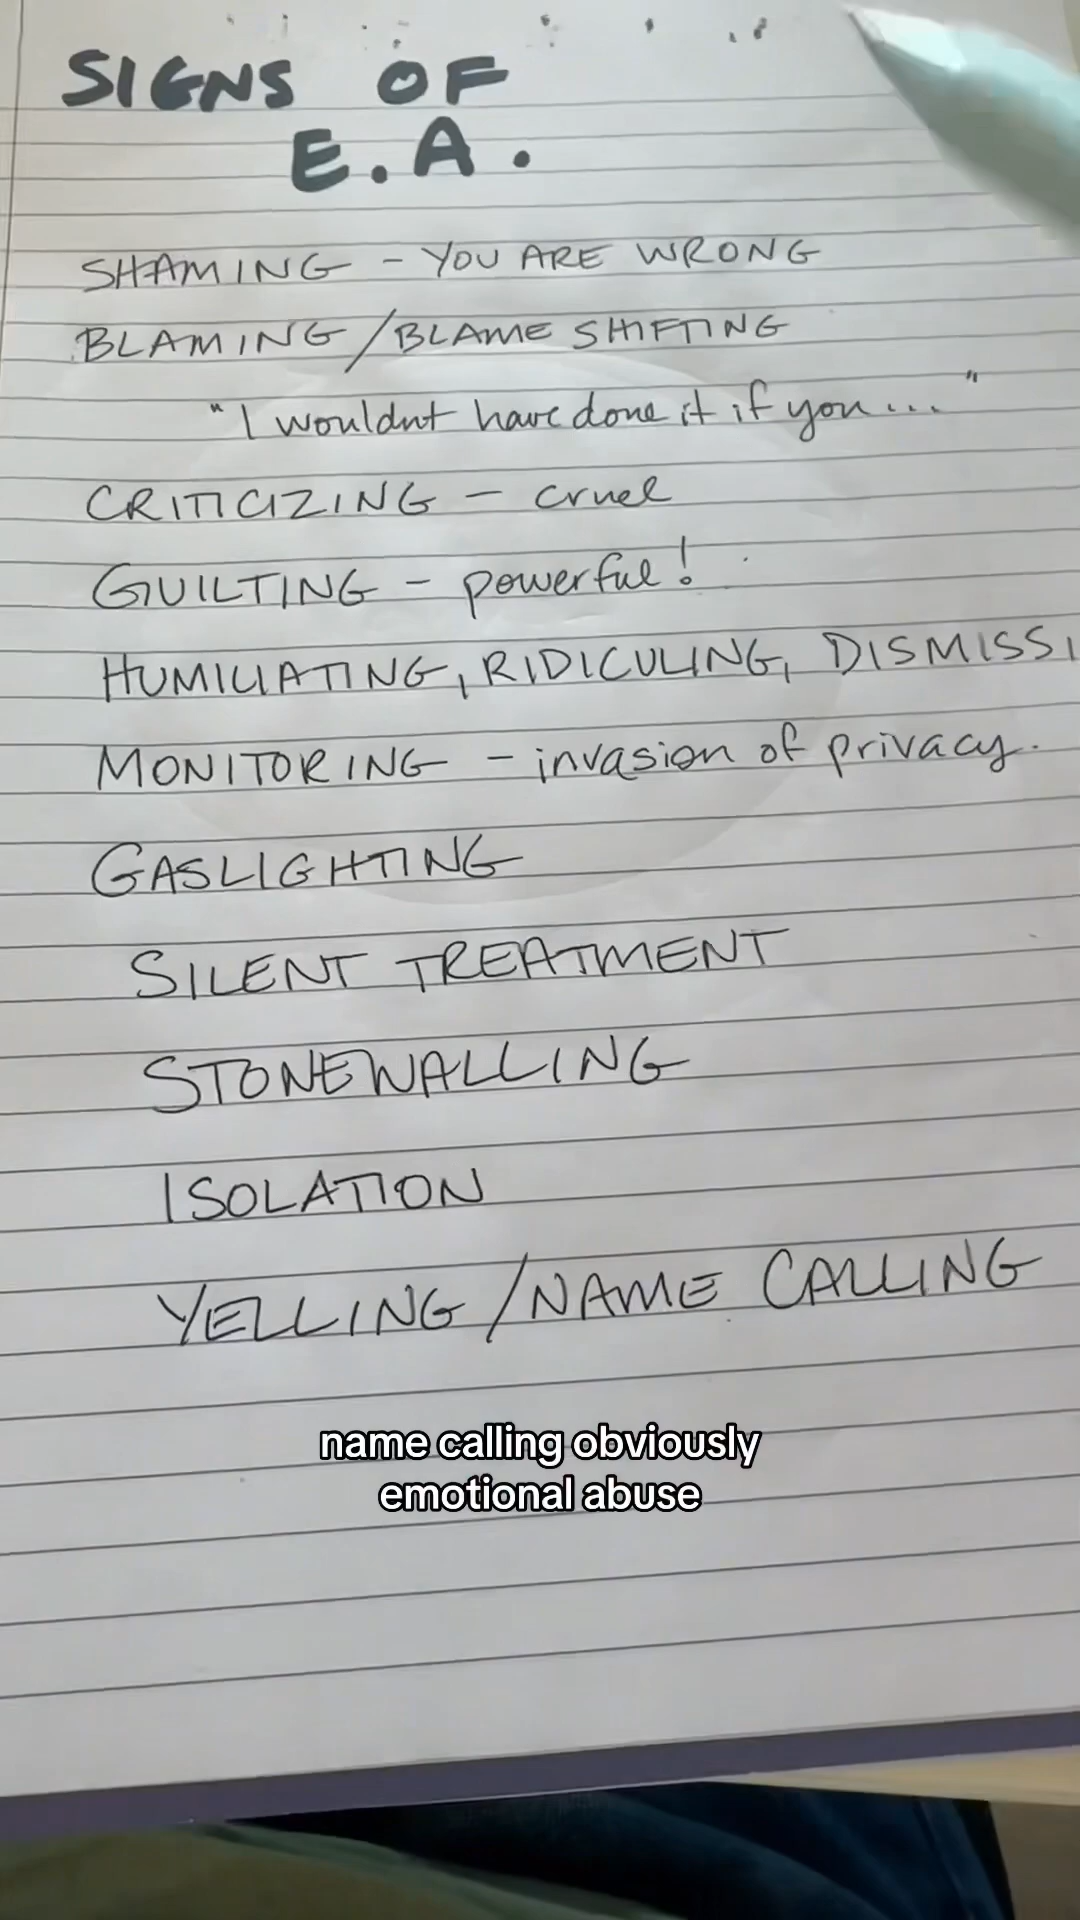 SIGNS OF
E.A.
SHAMING - YOU ARE WRONG
BLAMING/BLAME SHIFTING
"I wouldnt have done it if you..."
CRITICIZING - cruel
GUILTING - powerful!
HUMILIATING, RIDICULING, DISMISSI
MONITORING - invasion of privacy.
GASLIGHTING
SILENT TREATMENT
STONEWALLING
ISOLATION
YELLING/NAME CALLING
name calling obviously
emotional abuse